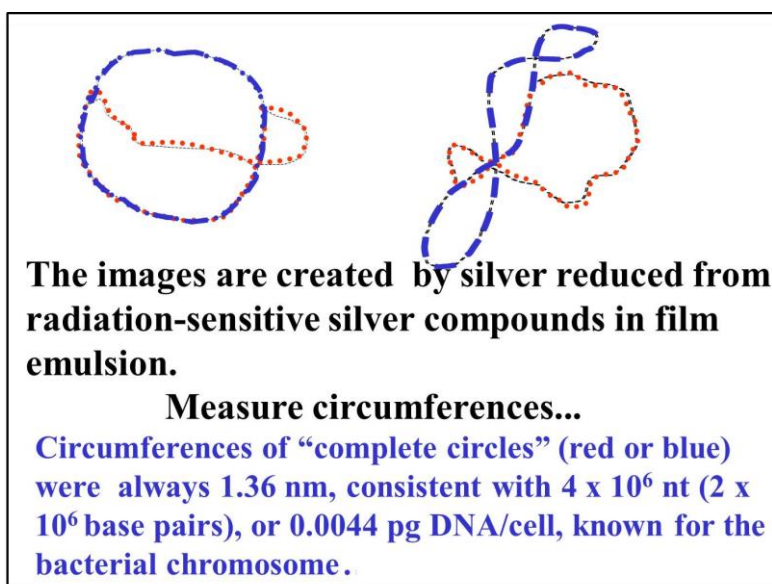 The images are created by silver reduced from
radiation-sensitive silver compounds in film
emulsion.
Measure circumferences...
Circumferences of “complete circles” (red or blue)
were always 1.36 nm, consistent with 4 x 10⁶ nt (2 x
10⁶ base pairs), or 0.0044 pg DNA/cell, known for the
bacterial chromosome.